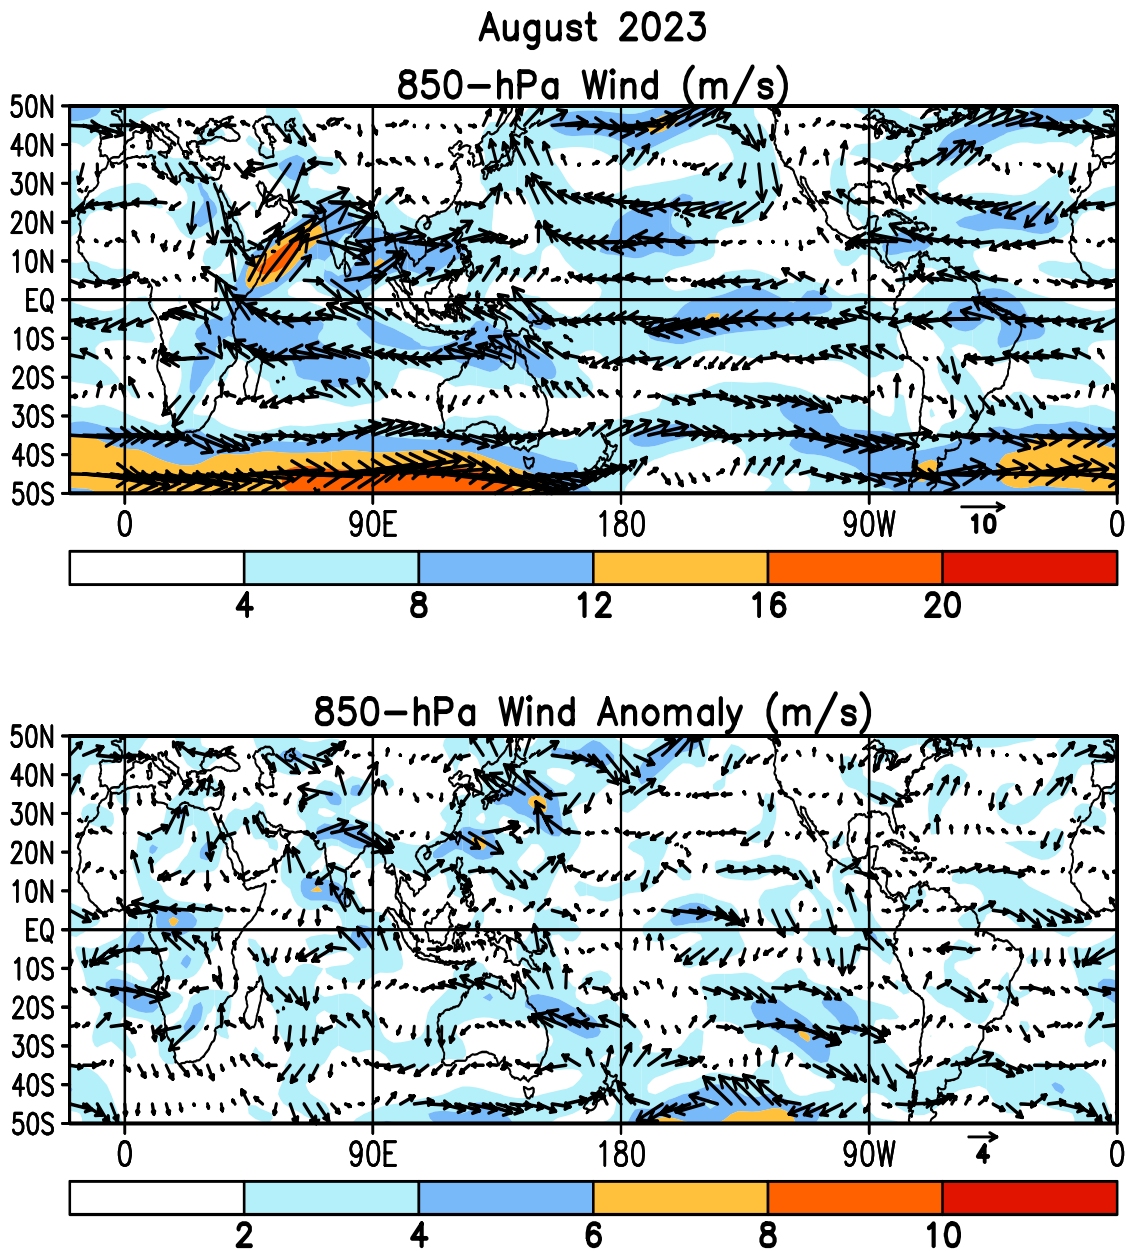 August 2023
850-hPa Wind (m/s)
50N
40N
30N
20N
10N
EQ
10S
20S
30S
40S
50S
0 90E 180 90W 0
10
4 8 12 16 20
850-hPa Wind Anomaly (m/s)
50N
40N
30N
20N
10N
EQ
10S
20S
30S
40S
50S
0 90E 180 90W 0
4
2 4 6 8 10